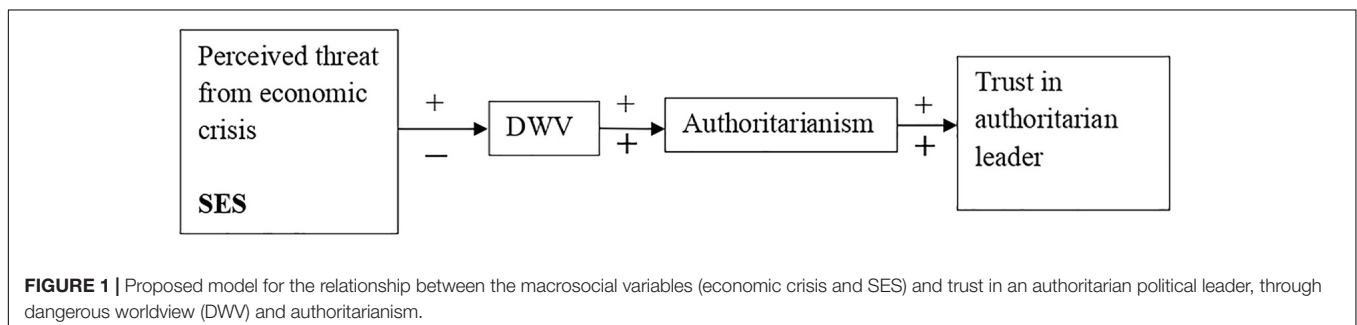 Perceived threat
from economic
crisis
SES
+
−
DWV
+
+
Authoritarianism
+
+
Trust in
authoritarian
leader
FIGURE 1 | Proposed model for the relationship between the macrosocial variables (economic crisis and SES) and trust in an authoritarian political leader, through
dangerous worldview (DWV) and authoritarianism.